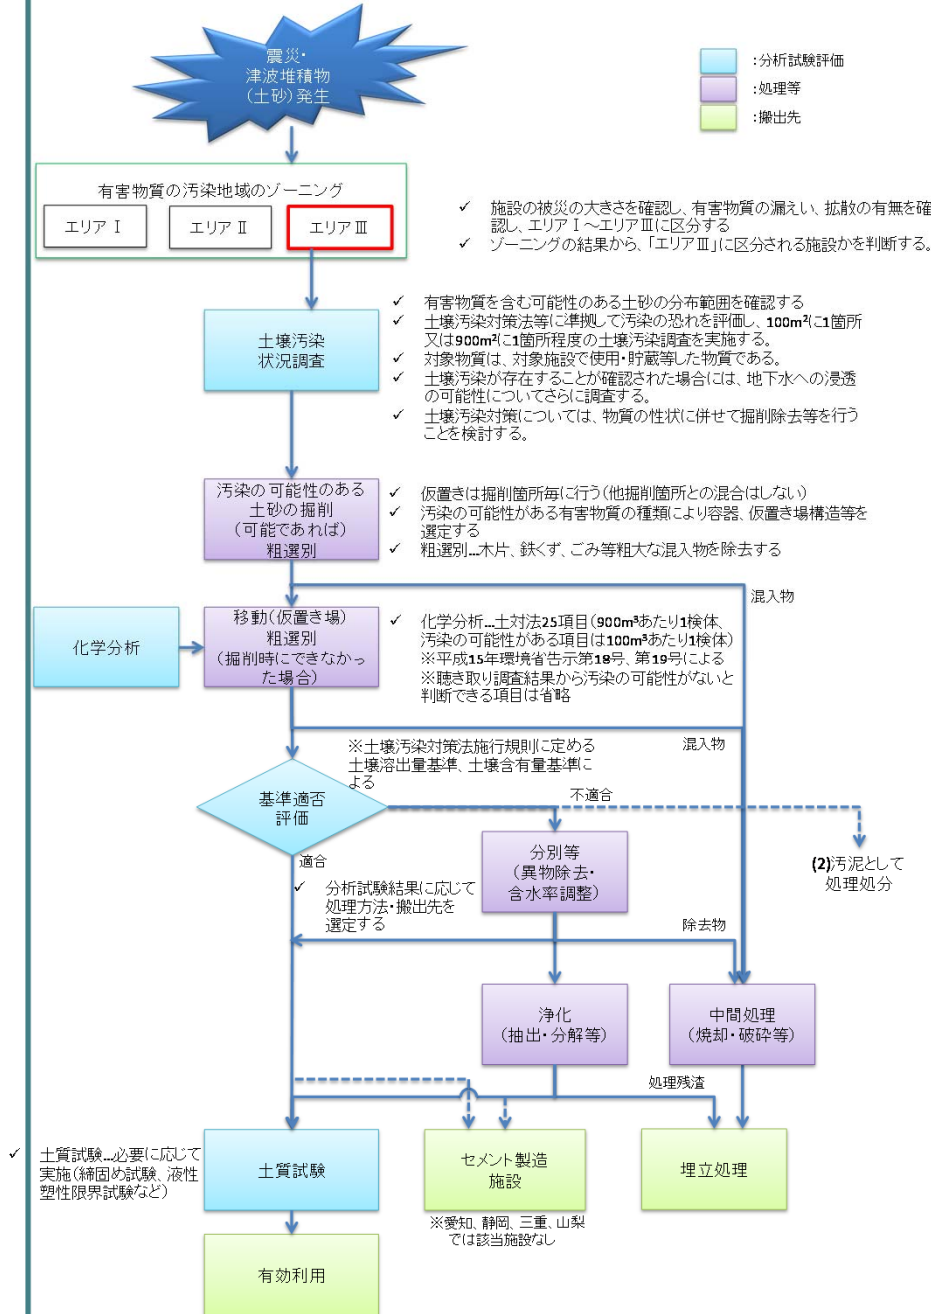 震災・
津波堆積物
(土砂)発生
:分析試験評価
:処理等
:搬出先
有害物質の汚染地域のゾーニング
エリア Ⅰ
エリア Ⅱ
エリア Ⅲ
✓ 施設の被災の大きさを確認し、有害物質の漏えい、拡散の有無を確
認し、エリア Ⅰ～エリアⅢに区分する
✓ ゾーニングの結果から、「エリアⅢ」に区分される施設かを判断する。
土壌汚染
状況調査
✓ 有害物質を含む可能性のある土砂の分布範囲を確認する
✓ 土壌汚染対策法等に準拠して汚染の恐れを評価し、100m²に1箇所
又は900m²に1箇所程度の土壌汚染調査を実施する。
✓ 対象物質は、対象施設で使用・貯蔵等した物質である。
✓ 土壌汚染が存在することが確認された場合には、地下水への浸透
の可能性についてさらに調査する。
✓ 土壌汚染対策については、物質の性状に併せて掘削除去等を行う
ことを検討する。
汚染の可能性のある
土砂の掘削
(可能であれば)
粗選別
✓ 仮置きは掘削箇所毎に行う(他掘削箇所との混合はしない)
✓ 汚染の可能性がある有害物質の種類により容器、仮置き場構造等を
選定する
✓ 粗選別…木片、鉄くず、ごみ等粗大な混入物を除去する
混入物
化学分析
移動(仮置き場)
粗選別
(掘削時にできなかっ
た場合)
✓ 化学分析…土対法25項目(900m³あたり1検体、
汚染の可能性がある項目は100m³あたり1検体)
※平成15年環境省告示第18号、第19号による
※聴き取り調査結果から汚染の可能性がないと
判断できる項目は省略
混入物
※土壌汚染対策法施行規則に定める
土壌溶出量基準、土壌含有量基準に
よる
基準適否
評価
不適合
適合
✓ 分析試験結果に応じて
処理方法・搬出先を
選定する
分別等
(異物除去・
含水率調整)
(2)汚泥として
処理処分
除去物
浄化
(抽出・分解等)
中間処理
(焼却・破砕等)
処理残渣
✓ 土質試験…必要に応じて
実施(締固め試験、液性
塑性限界試験など)
土質試験
セメント製造
施設
埋立処理
※愛知、静岡、三重、山梨
では該当施設なし
有効利用